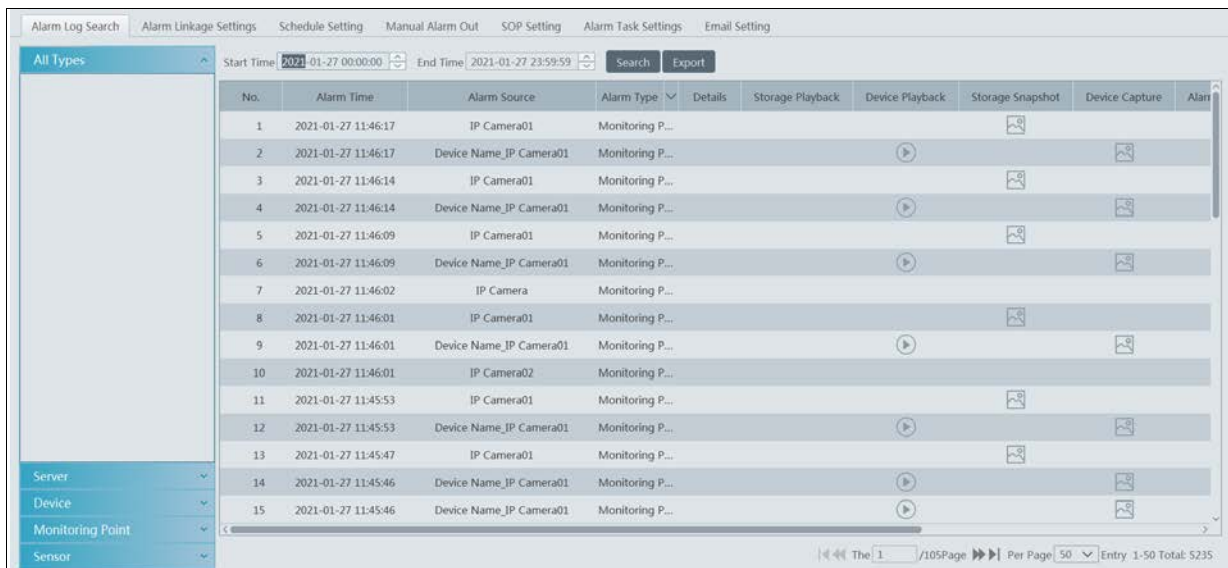 Alarm Log Search Alarm Linkage Settings Schedule Setting Manual Alarm Out SOP Setting Alarm Task Settings Email Setting
All Types Start Time 2021-01-27 00:00:00 End Time 2021-01-27 23:59:59 Search Export
No. Alarm Time Alarm Source Alarm Type Details Storage Playback Device Playback Storage Snapshot Device Capture Alarm
1 2021-01-27 11:46:17 IP Camera01 Monitoring P...
2 2021-01-27 11:46:17 Device Name_IP Camera01 Monitoring P...
3 2021-01-27 11:46:14 IP Camera01 Monitoring P...
4 2021-01-27 11:46:14 Device Name_IP Camera01 Monitoring P...
5 2021-01-27 11:46:09 IP Camera01 Monitoring P...
6 2021-01-27 11:46:09 Device Name_IP Camera01 Monitoring P...
7 2021-01-27 11:46:02 IP Camera Monitoring P...
8 2021-01-27 11:46:01 IP Camera01 Monitoring P...
9 2021-01-27 11:46:01 Device Name_IP Camera01 Monitoring P...
10 2021-01-27 11:46:01 IP Camera02 Monitoring P...
11 2021-01-27 11:45:53 IP Camera01 Monitoring P...
12 2021-01-27 11:45:53 Device Name_IP Camera01 Monitoring P...
13 2021-01-27 11:45:47 IP Camera01 Monitoring P...
Server
14 2021-01-27 11:45:46 Device Name_IP Camera01 Monitoring P...
Device
15 2021-01-27 11:45:46 Device Name_IP Camera01 Monitoring P...
Monitoring Point
Sensor
The 1 /105Page Per Page 50 Entry 1-50 Total: 5235